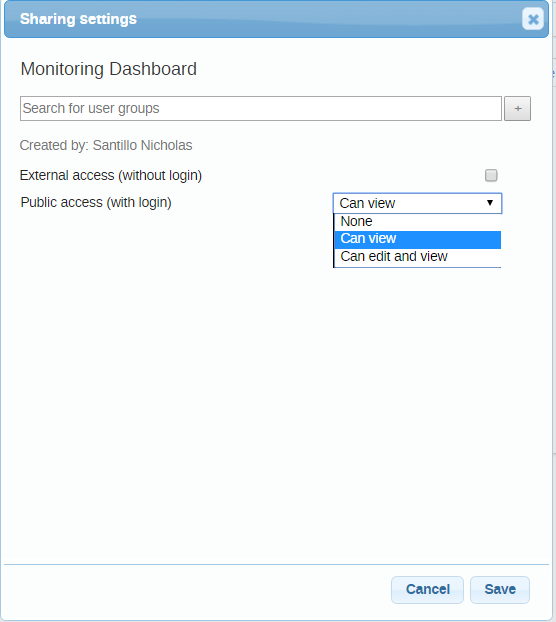 Sharing settings
Monitoring Dashboard
Search for user groups
+
Created by: Santillo Nicholas
External access (without login)
Public access (with login)
Can view
None
Can view
Can edit and view
Cancel
Save